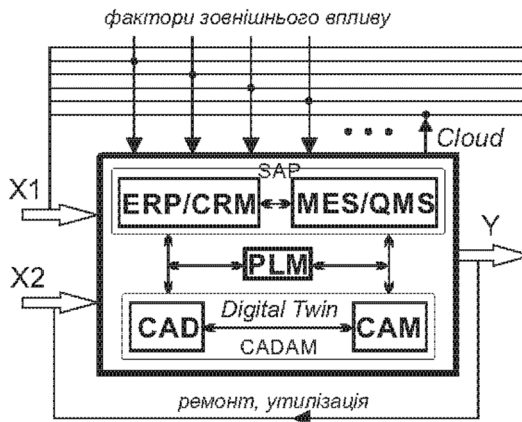 фактори зовнішнього впливу
Cloud
X1
SAP
ERP/CRM
MES/QMS
Y
PLM
X2
Digital Twin
CAD
CAM
CADAM
ремонт, утилізація